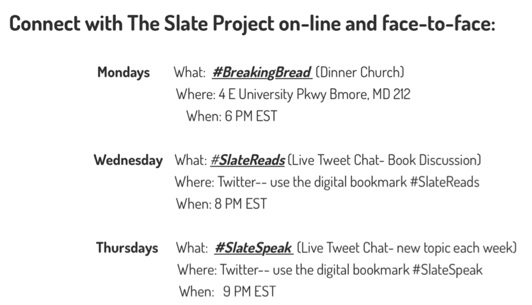 Connect with The Slate Project on-line and face-to-face:
Mondays What: #BreakingBread (Dinner Church)
Where: 4 E University Pkwy Bmore, MD 212
When: 6 PM EST
Wednesday What: #SlateReads (Live Tweet Chat- Book Discussion)
Where: Twitter-- use the digital bookmark #SlateReads
When: 8 PM EST
Thursdays What: #SlateSpeak (Live Tweet Chat- new topic each week)
Where: Twitter-- use the digital bookmark #SlateSpeak
When: 9 PM EST